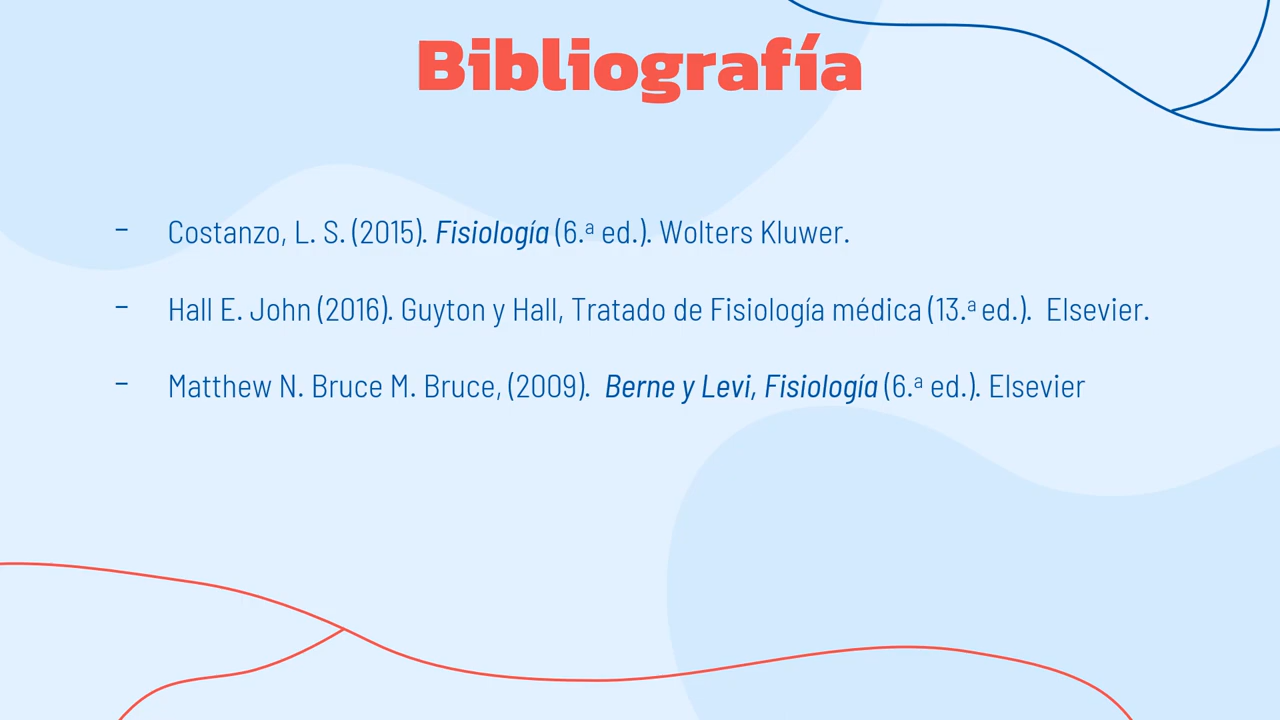 Bibliografía
– Costanzo, L. S. (2015). Fisiología (6.ª ed.). Wolters Kluwer.
– Hall E. John (2016). Guyton y Hall, Tratado de Fisiología médica (13.ª ed.). Elsevier.
– Matthew N. Bruce M. Bruce, (2009). Berne y Levi, Fisiología (6.ª ed.). Elsevier